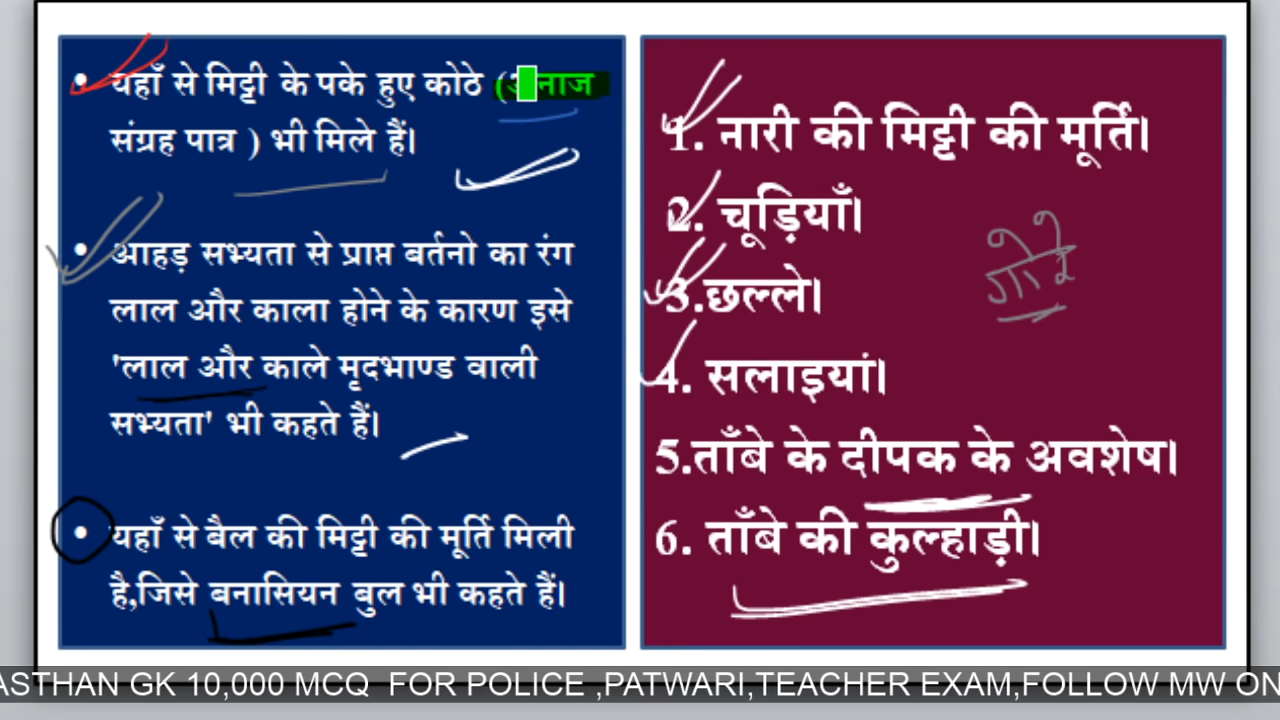 • यहाँ से मिट्टी के पके हुए कोठे (अनाज
संग्रह पात्र ) भी मिले हैं।
• आहड़ सभ्यता से प्राप्त बर्तनो का रंग
लाल और काला होने के कारण इसे
'लाल और काले मृदभाण्ड वाली
सभ्यता' भी कहते हैं।
• यहाँ से बैल की मिट्टी की मूर्ति मिली
है,जिसे बनासियन बुल भी कहते हैं।
1. नारी की मिट्टी की मूर्ति।
2. चूड़ियाँ।
3.छल्ले।
4. सलाइयां।
5.ताँबे के दीपक के अवशेष।
6. ताँबे की कुल्हाड़ी।
ASTHAN GK 10,000 MCQ FOR POLICE ,PATWARI,TEACHER EXAM,FOLLOW MW ON